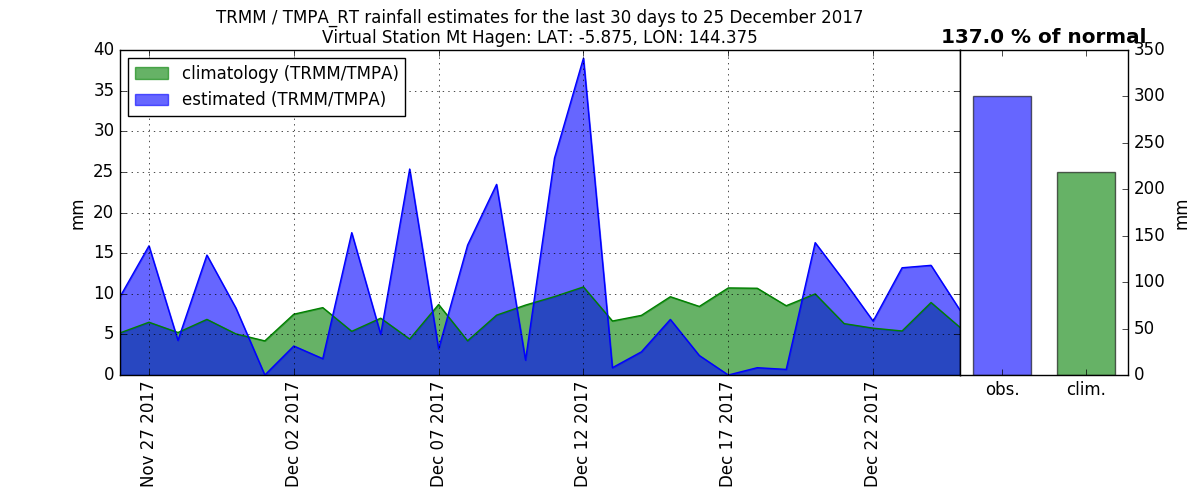 TRMM / TMPA_RT rainfall estimates for the last 30 days to 25 December 2017
Virtual Station Mt Hagen: LAT: -5.875, LON: 144.375
137.0 % of normal
climatology (TRMM/TMPA)
estimated (TRMM/TMPA)
mm
40
35
30
25
20
15
10
5
0
Nov 27 2017
Dec 02 2017
Dec 07 2017
Dec 12 2017
Dec 17 2017
Dec 22 2017
obs.
clim.
350
300
250
200
150
100
50
0
mm